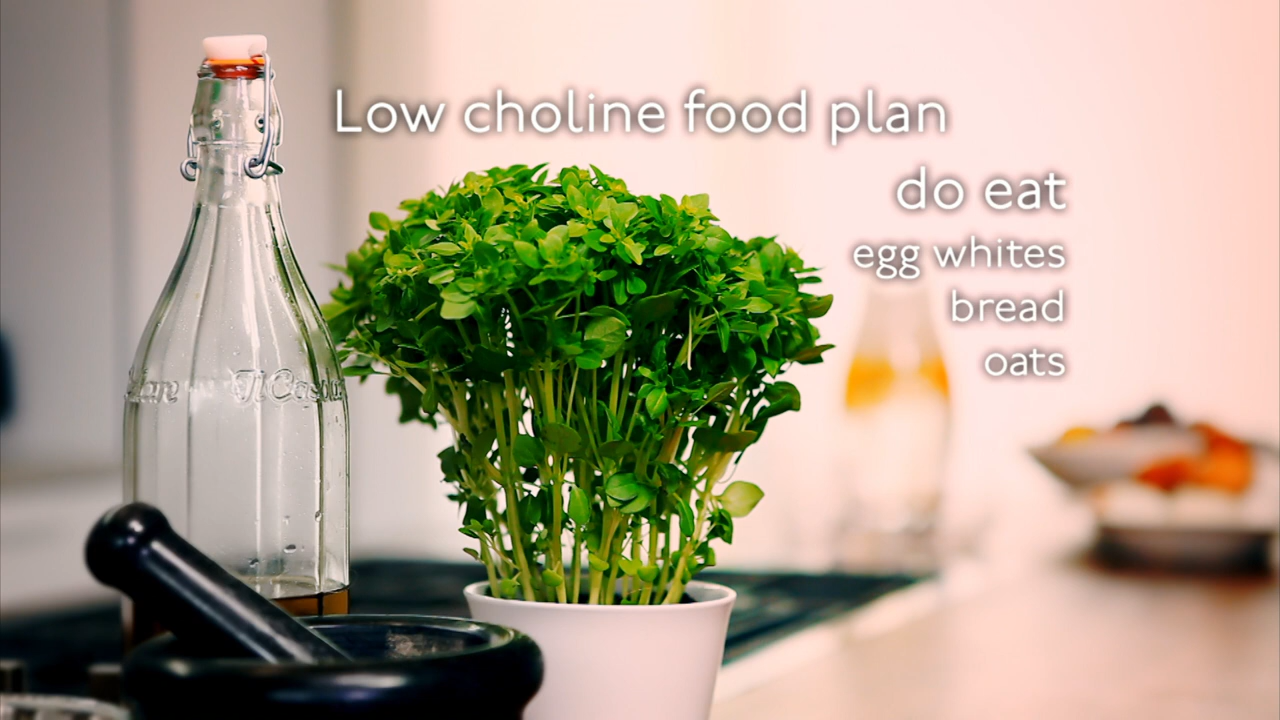 Low choline food plan
do eat
egg whites
bread
oats